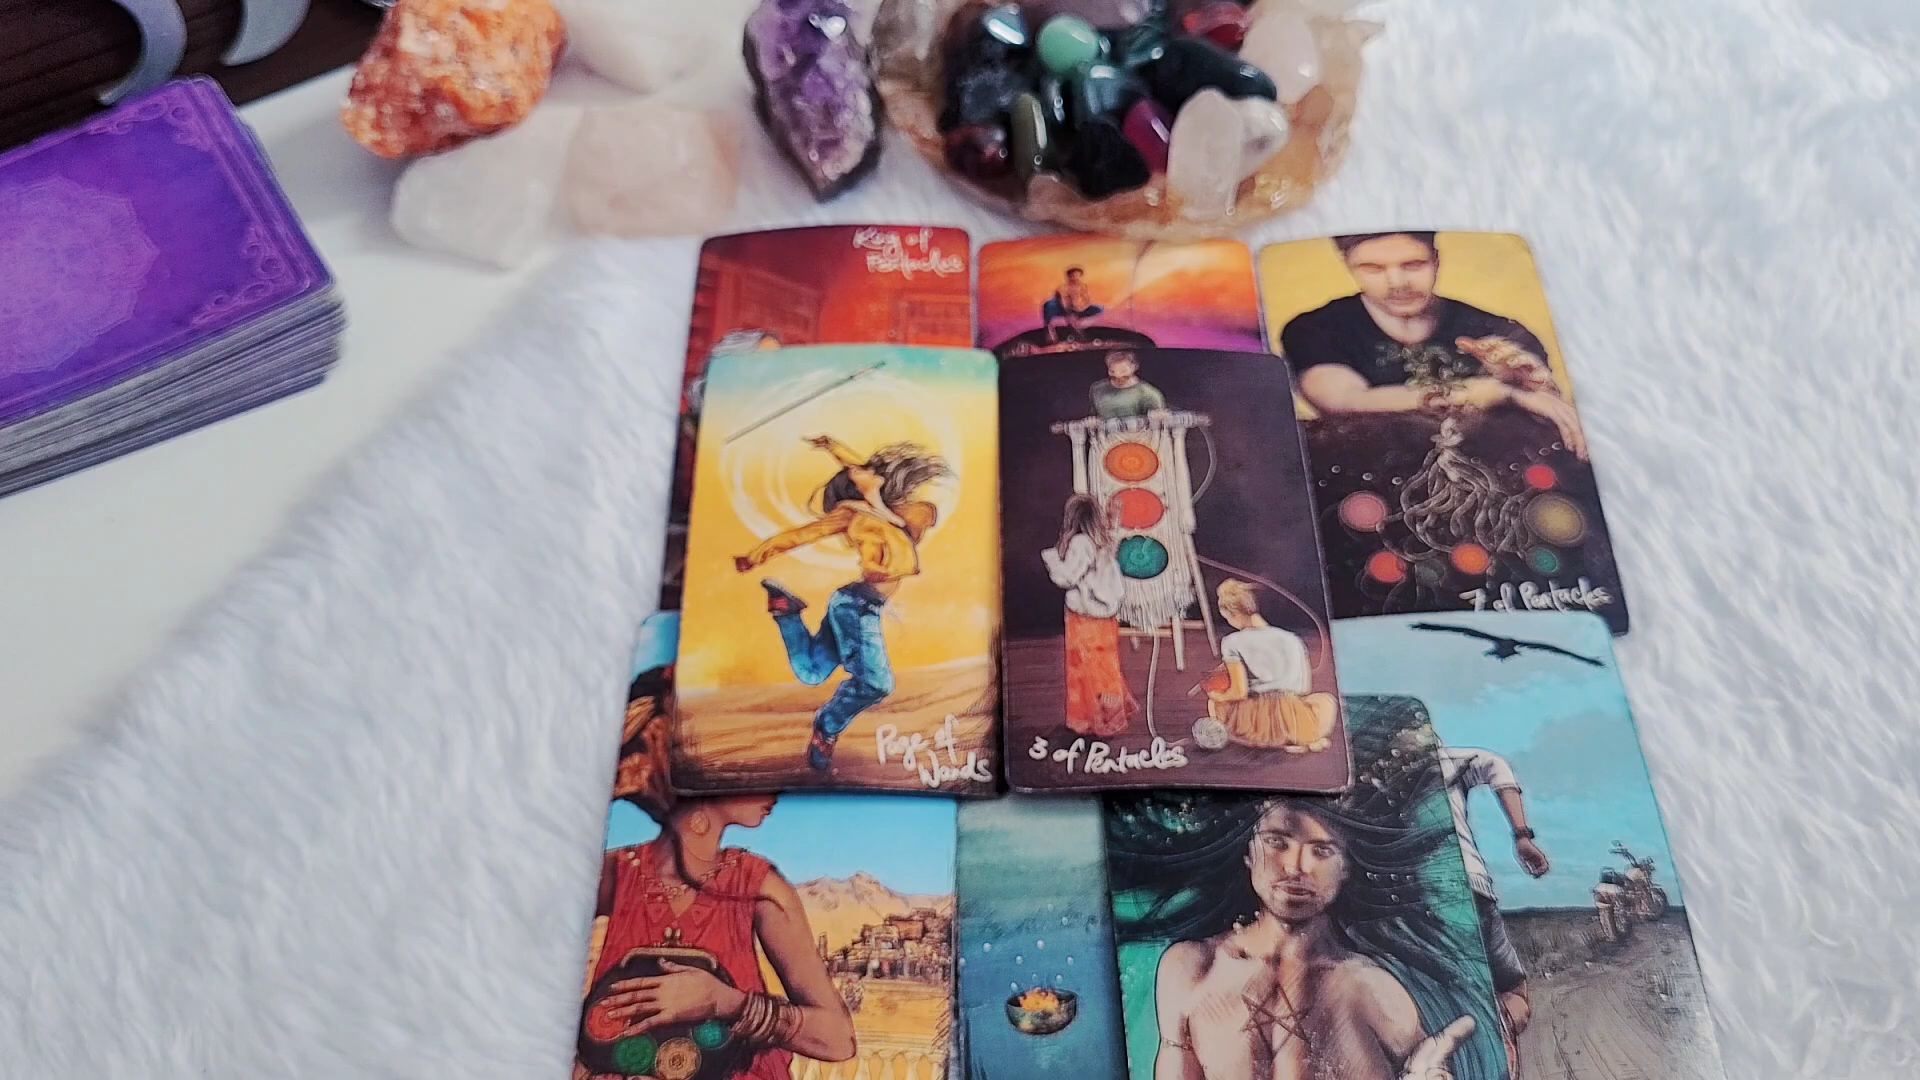 King of
Pentacles
7 of Pentacles
Page of
Wands
3 of Pentacles